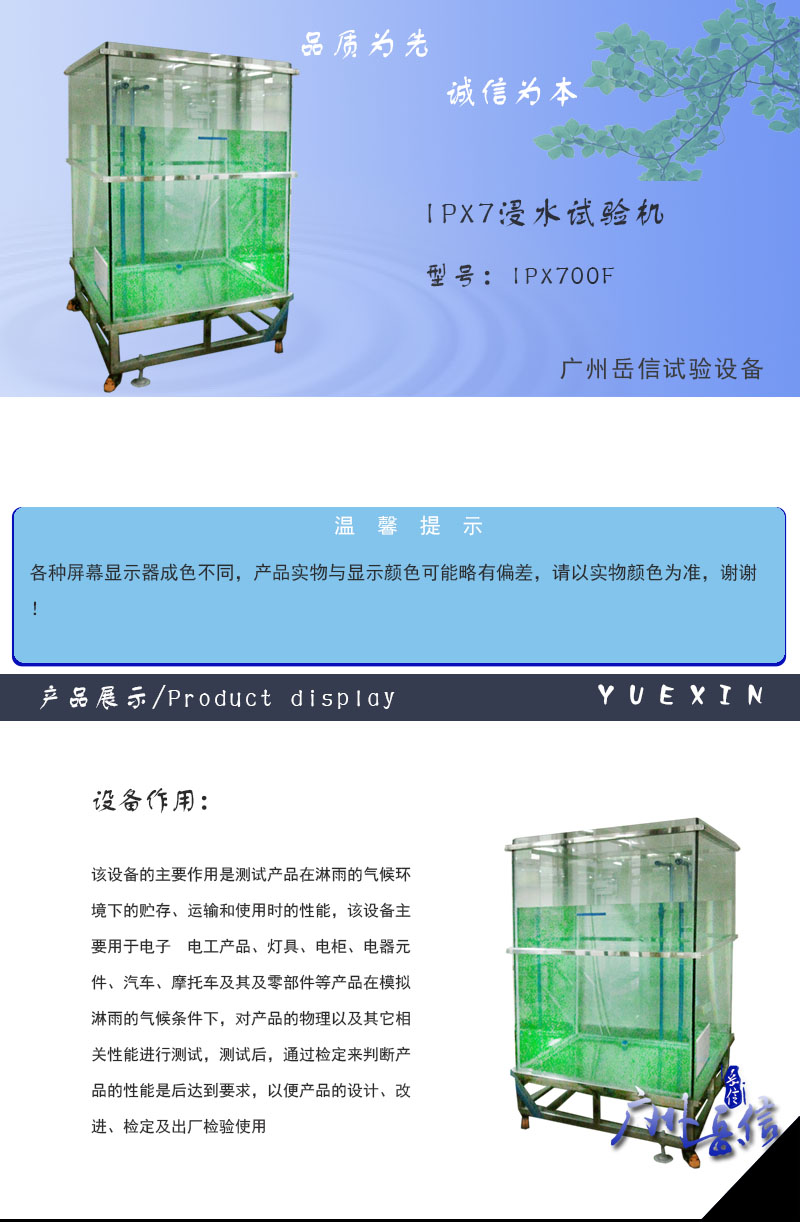 品质为先
诚信为本
IPX7浸水试验机
型号：IPX700F
广州岳信试验设备
温 馨 提 示
各种屏幕显示器成色不同，产品实物与显示颜色可能略有偏差，请以实物颜色为准，谢谢
！
产品展示/Product display
YUEXIN
设备作用：
该设备的主要作用是测试产品在淋雨的气候环
境下的贮存、运输和使用时的性能，该设备主
要用于电子 电工产品、灯具、电柜、电器元
件、汽车、摩托车及其及零部件等产品在模拟
淋雨的气候条件下，对产品的物理以及其它相
关性能进行测试，测试后，通过检定来判断产
品的性能是后达到要求，以便产品的设计、改
进、检定及出厂检验使用
岳信
广州岳信